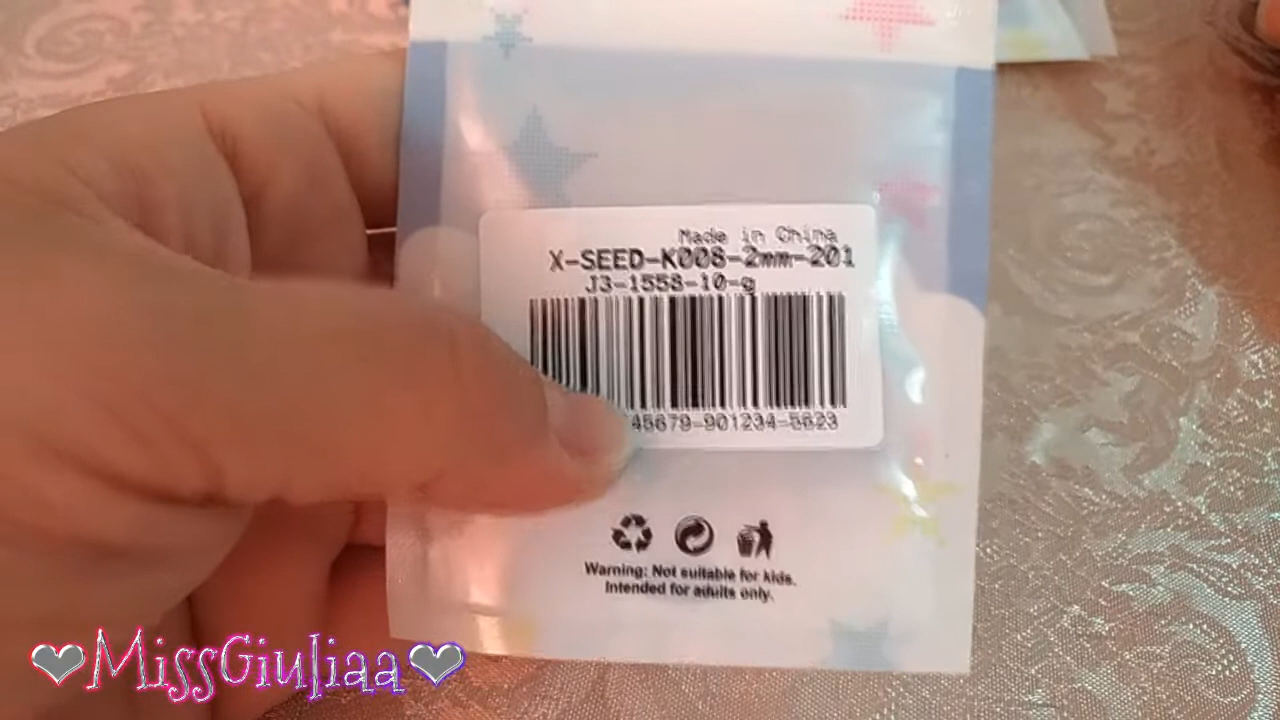 Made in China
X-SEED-K008-2mm-201
J3-1558-10-g
45679-901234-5623
Warning: Not suitable for kids.
Intended for adults only.
❤MissGiuliaa❤